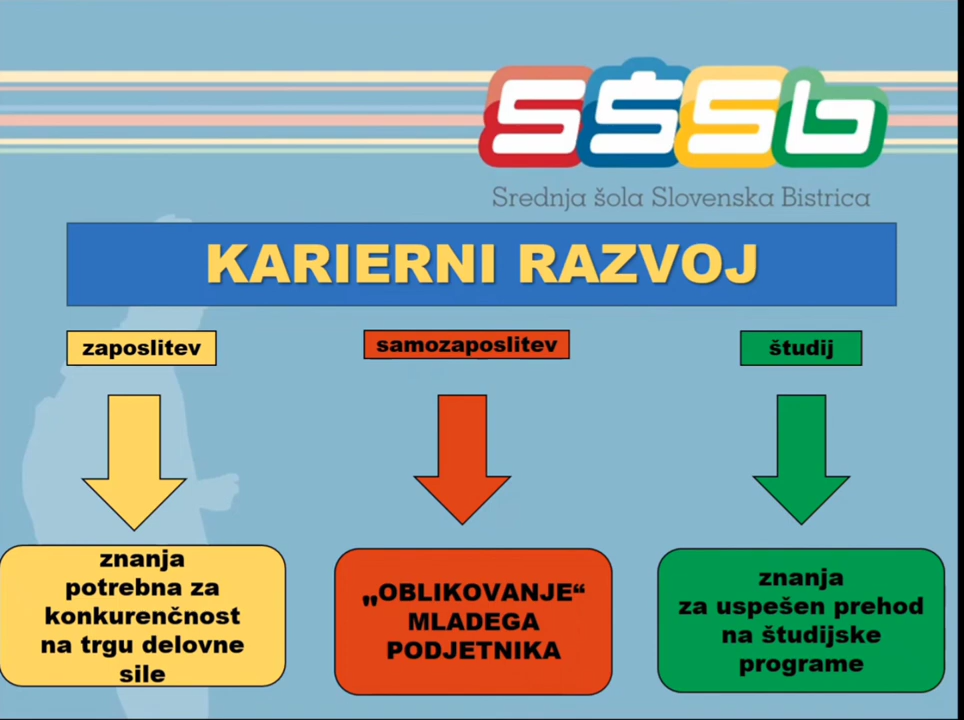 SŠSb
Srednja šola Slovenska Bistrica
KARIERNI RAZVOJ
zaposlitev
samozaposlitev
študij
znanja
potrebna za
konkurenčnost
na trgu delovne
sile
„OBLIKOVANJE“
MLADEGA
PODJETNIKA
znanja
za uspešen prehod
na študijske
programe